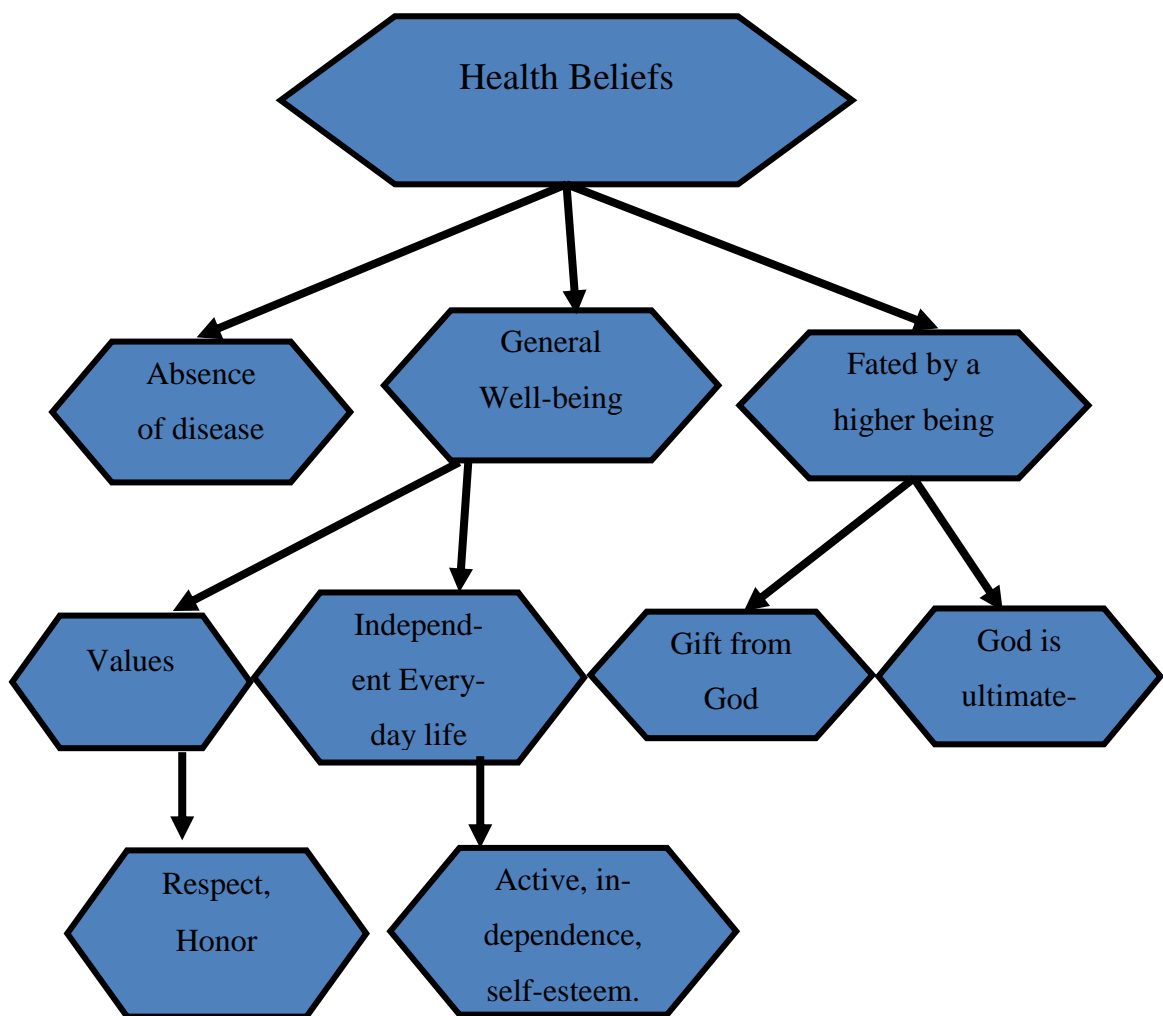 Health Beliefs
Absence
of disease
General
Well-being
Fated by a
higher being
Values
Independ-
ent Every-
day life
Gift from
God
God is
ultimate-
Respect,
Honor
Active, in-
dependence,
self-esteem.